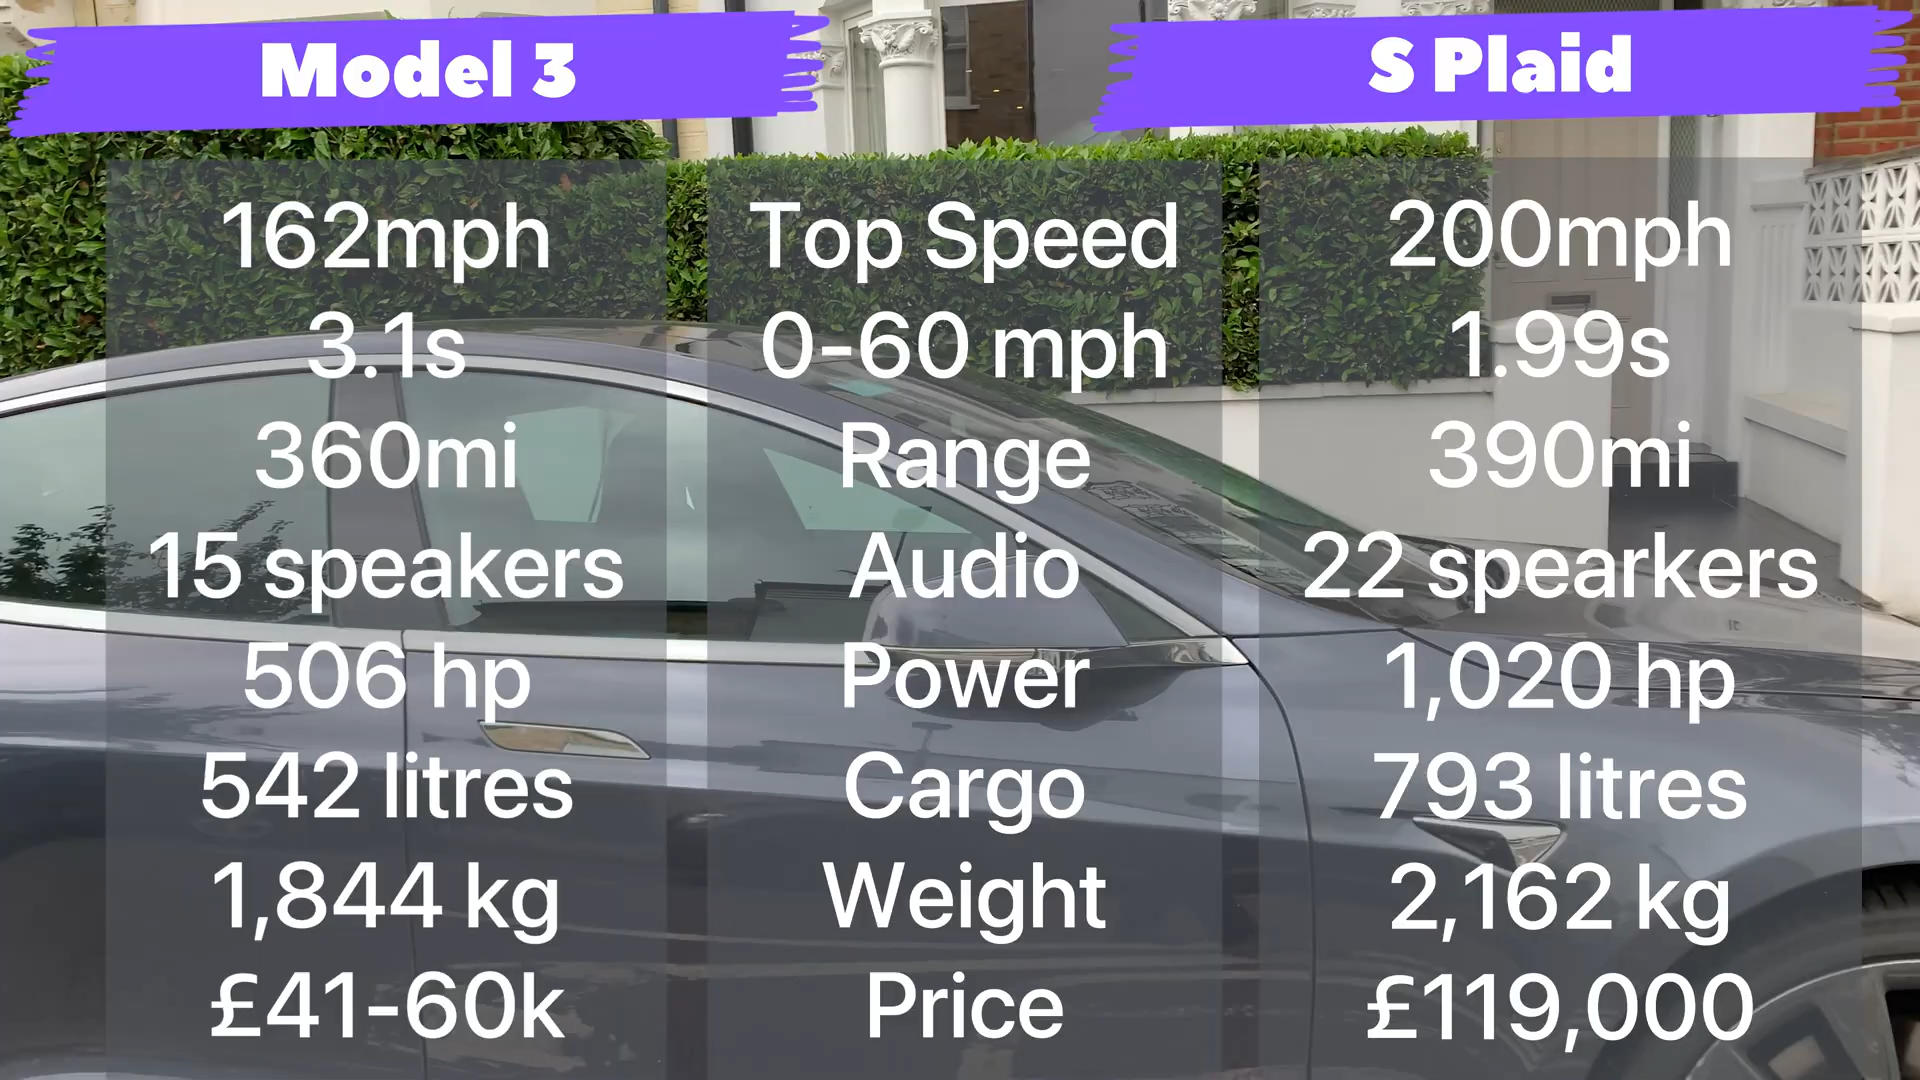 Model 3 S Plaid
162mph Top Speed 200mph
3.1s 0-60 mph 1.99s
360mi Range 390mi
15 speakers Audio 22 spearkers
506 hp Power 1,020 hp
542 litres Cargo 793 litres
1,844 kg Weight 2,162 kg
£41-60k Price £119,000